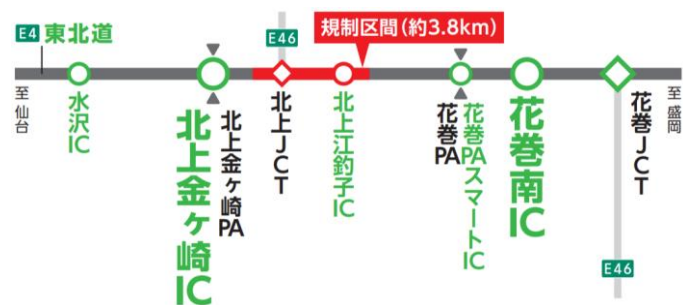 E4 東北道
E46
規制区間(約3.8km)
至 仙台
水沢IC
北上金ヶ崎IC
北上金ヶ崎PA
北上JCT
北上江釣子IC
花巻PA
花巻PAスマートIC
花巻南IC
花巻JCT
至 盛岡
E46